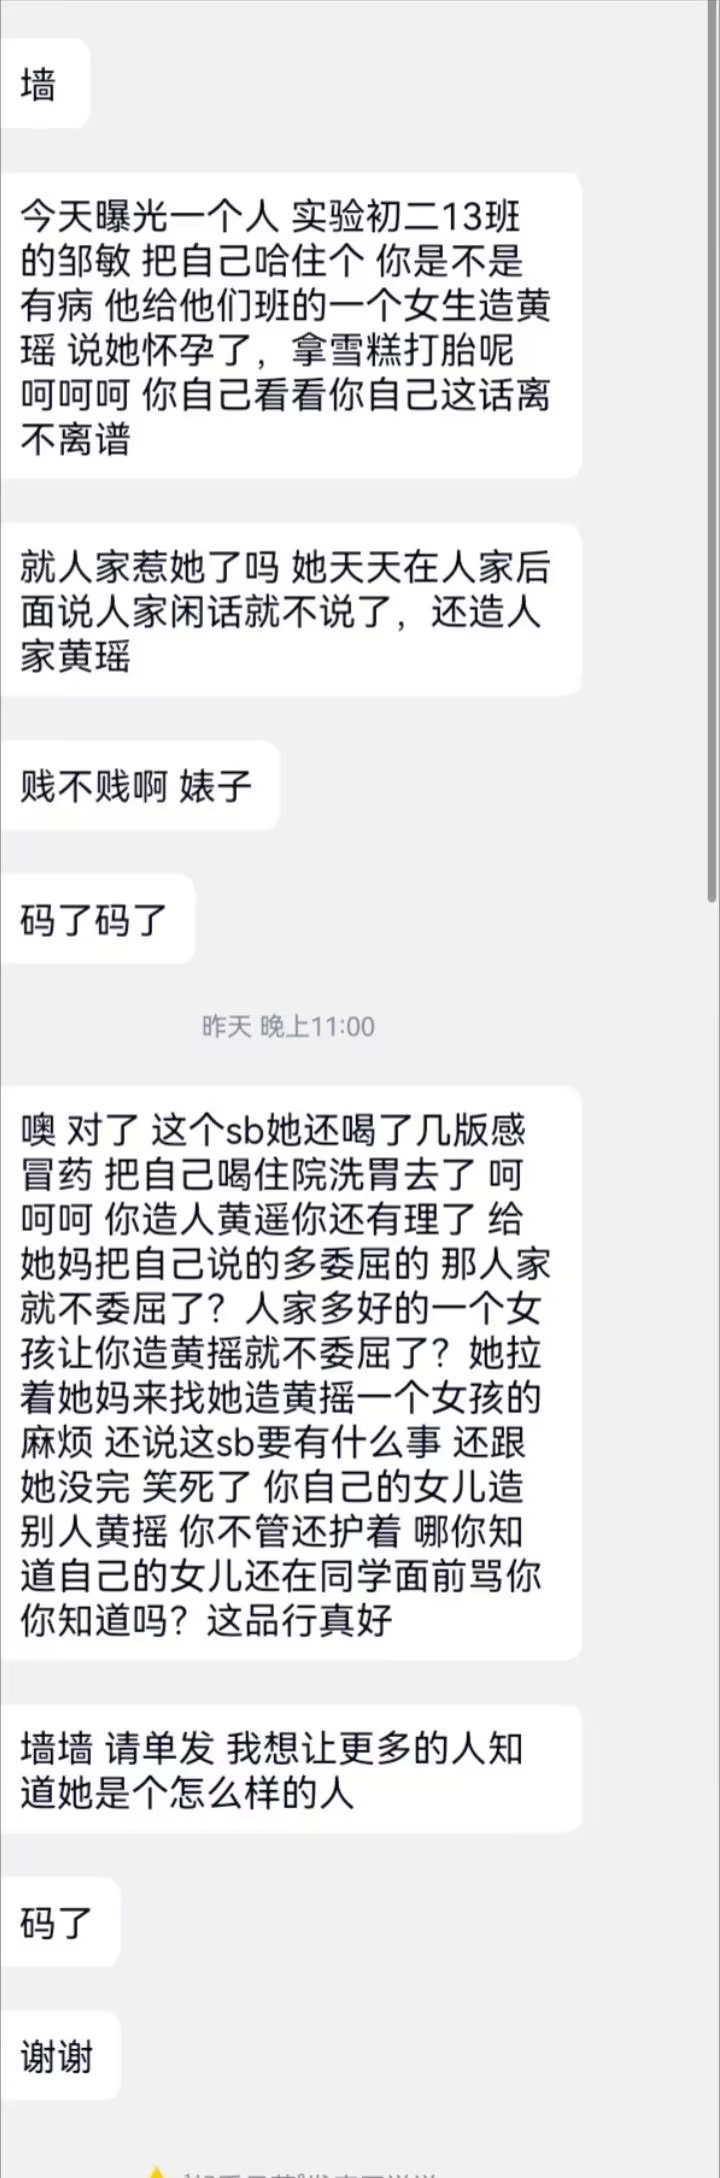 墙
今天曝光一个人 实验初二13班
的邹敏 把自己哈住个 你是不是
有病 他给他们班的一个女生造黄
瑶 说她怀孕了，拿雪糕打胎呢
呵呵呵 你自己看看你自己这话离
不离谱
就人家惹她了吗 她天天在人家后
面说人家闲话就不说了，还造人
家黄瑶
贱不贱啊 婊子
码了码了
昨天 晚上11:00
噢 对了 这个sb她还喝了几版感
冒药 把自己喝住院洗胃去了 呵
呵呵 你造人黄遥你还有理了 给
她妈把自己说的多委屈的 那人家
就不委屈了？人家多好的一个女
孩让你造黄摇就不委屈了？她拉
着她妈来找她造黄摇一个女孩的
麻烦 还说这sb要有什么事 还跟
她没完 笑死了 你自己的女儿造
别人黄摇 你不管还护着 哪你知
道自己的女儿还在同学面前骂你
你知道吗？这品行真好
墙墙 请单发 我想让更多的人知
道她是个怎么样的人
码了
谢谢